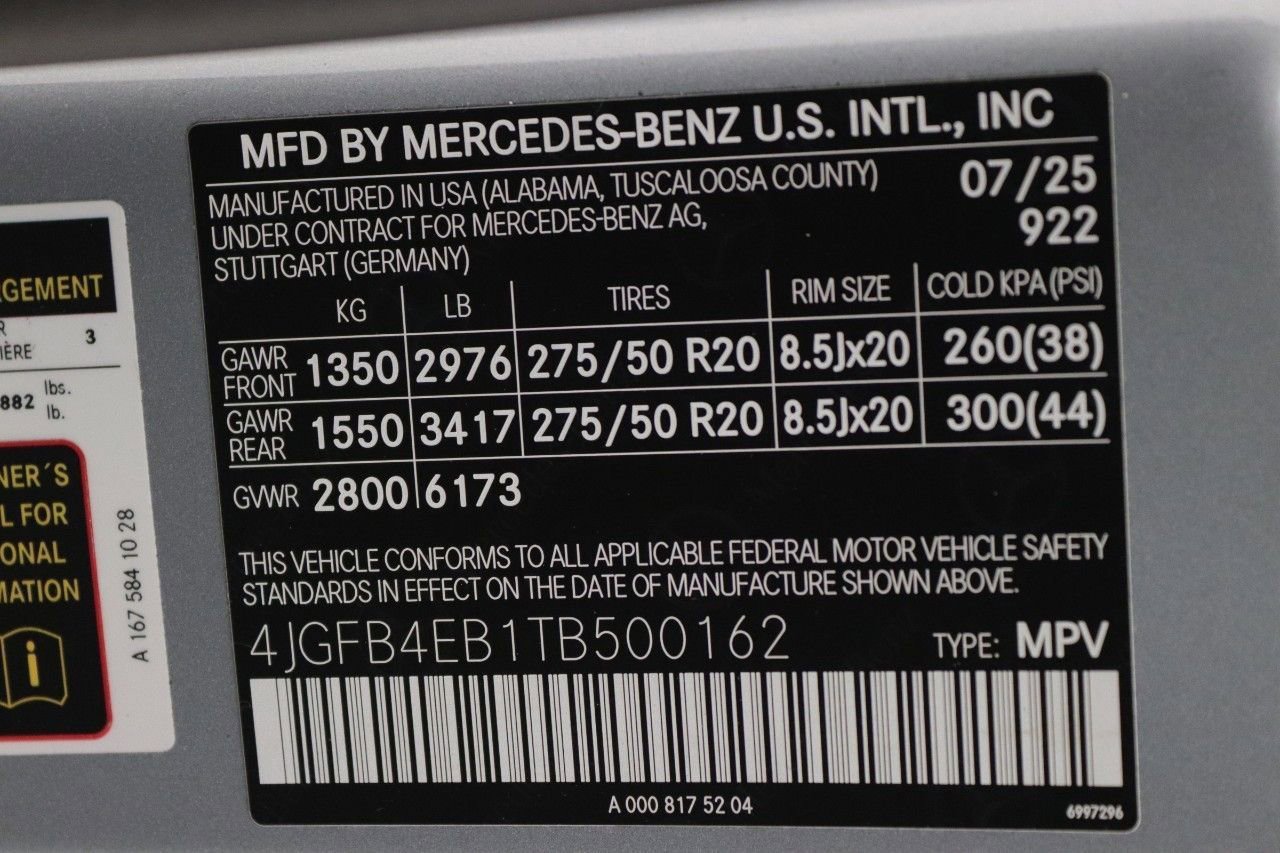 MFD BY MERCEDES-BENZ U.S. INTL., INC
MANUFACTURED IN USA (ALABAMA, TUSCALOOSA COUNTY) 07/25
UNDER CONTRACT FOR MERCEDES-BENZ AG, 922
STUTTGART (GERMANY)
KG LB TIRES RIM SIZE COLD KPA(PSI)
GAWR FRONT 1350 2976 275/50 R20 8.5Jx20 260(38)
GAWR REAR 1550 3417 275/50 R20 8.5Jx20 300(44)
GVWR 2800 6173
THIS VEHICLE CONFORMS TO ALL APPLICABLE FEDERAL MOTOR VEHICLE SAFETY
STANDARDS IN EFFECT ON THE DATE OF MANUFACTURE SHOWN ABOVE.
4JGFB4EB1TB500162 TYPE: MPV
A 000 817 52 04
6997296
GEMENT
R
IÈRE 3
882 lbs.
lb.
NER´S
L FOR
ONAL
MATION
i
A 167 584 10 28